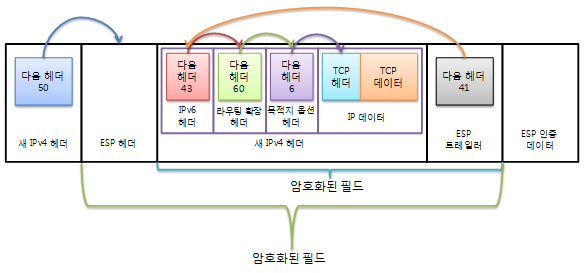 다음 헤더
50
다음
헤더
43
다음
헤더
60
다음
헤더
6
TCP
헤더
TCP
데이터
다음 헤더
41
IPv6
헤더
라우팅 확장
헤더
목적지 옵션
헤더
IP 데이터
새 IPv4 헤더
ESP 헤더
새 IPv4 헤더
ESP
트레일러
ESP 인증
데이터
암호화된 필드
암호화된 필드